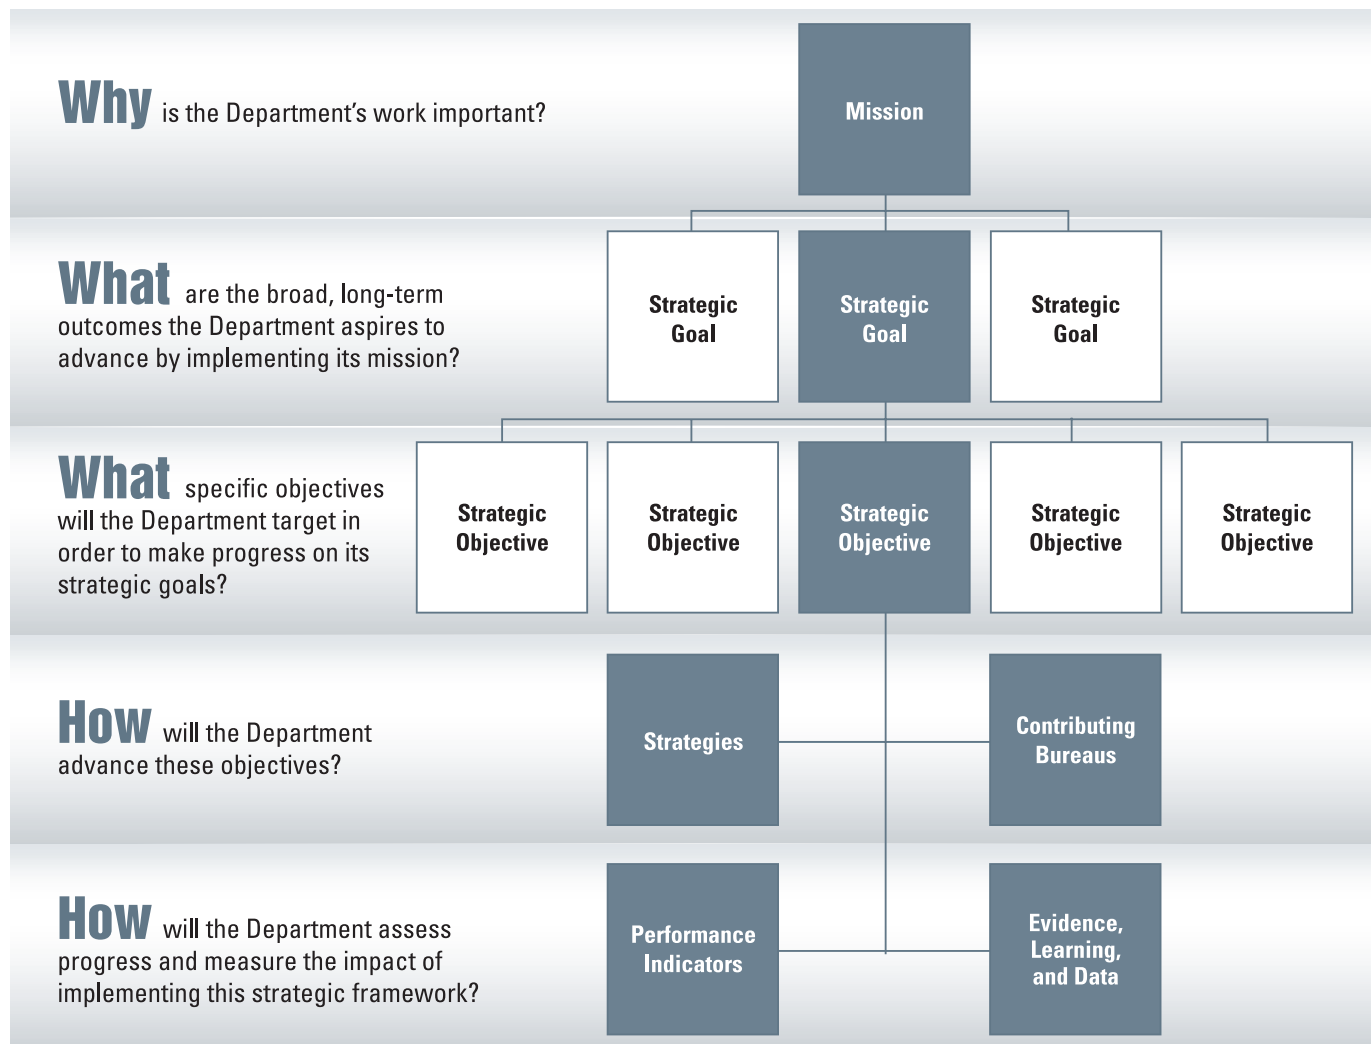 Why is the Department’s work important?
Mission
What are the broad, long-term
outcomes the Department aspires to
advance by implementing its mission?
Strategic
Goal
Strategic
Goal
Strategic
Goal
What specific objectives
will the Department target in
order to make progress on its
strategic goals?
Strategic
Objective
Strategic
Objective
Strategic
Objective
Strategic
Objective
Strategic
Objective
How will the Department
advance these objectives?
Strategies
Contributing
Bureaus
How will the Department assess
progress and measure the impact of
implementing this strategic framework?
Performance
Indicators
Evidence,
Learning,
and Data